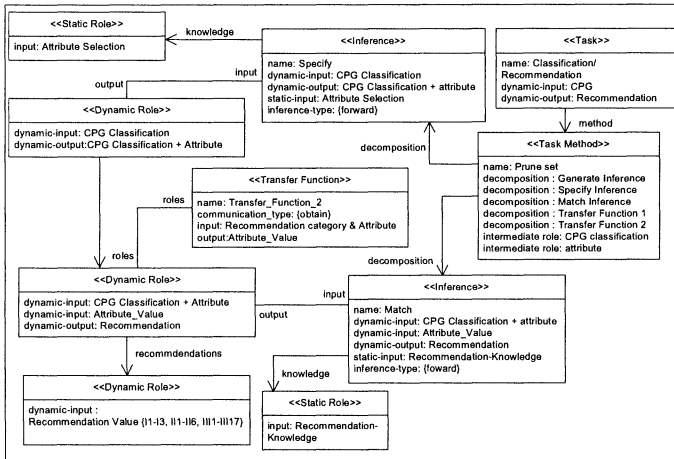 <<Static Role>>
input: Attribute Selection
knowledge
<<Inference>>
name: Specify
dynamic-input: CPG Classification
dynamic-output: CPG Classification + attribute
static-input: Attribute Selection
inference-type: {forward}
<<Task>>
name: Classification/
Recommendation
dynamic-input: CPG
dynamic-output: Recommendation
input
output
<<Dynamic Role>>
dynamic-input: CPG Classification
dynamic-output:CPG Classification + Attribute
method
decomposition
<<Task Method>>
name: Prune set
decomposition : Generate Inference
decomposition : Specify Inference
decomposition : Match Inference
decomposition : Transfer Function 1
decomposition : Transfer Function 2
intermediate role: CPG classification
intermediate role: attribute
<<Transfer Function>>
name: Transfer_Function_2
communication_type: {obtain}
input: Recommendation category & Attribute
output:Attribute_Value
roles
roles
decomposition
<<Dynamic Role>>
dynamic-input: CPG Classification + Attribute
dynamic-input: Attribute_Value
dynamic-output: Recommendation
input
output
<<Inference>>
name: Match
dynamic-input: CPG Classification + attribute
dynamic-input: Attribute_Value
dynamic-output: Recommendation
static-input: Recommendation-Knowledge
inference-type: {foward}
recommdendations
knowledge
<<Dynamic Role>>
dynamic-input :
Recommendation Value {I1-I3, II1-II6, III1-III17}
<<Static Role>>
input: Recommendation-
Knowledge